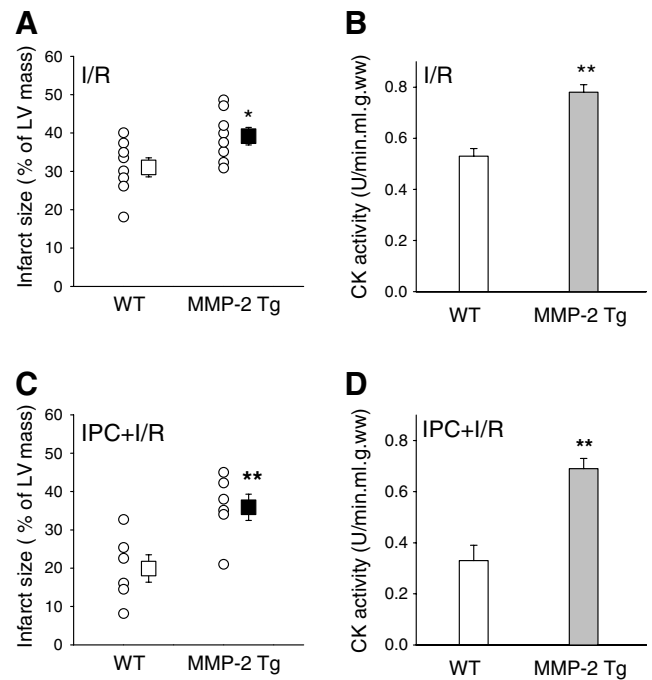 A
60
50
40
30
20
10
0
Infarct size ( % of LV mass)
I/R
*
WT MMP-2 Tg
B
0.8
0.6
0.4
0.2
0.0
CK activity (U/min.ml.g.ww)
I/R
**
WT MMP-2 Tg
C
60
50
40
30
20
10
0
Infarct size ( % of LV mass)
IPC+I/R
**
WT MMP-2 Tg
D
0.8
0.6
0.4
0.2
0.0
CK activity (U/min.ml.g.ww)
IPC+I/R
**
WT MMP-2 Tg